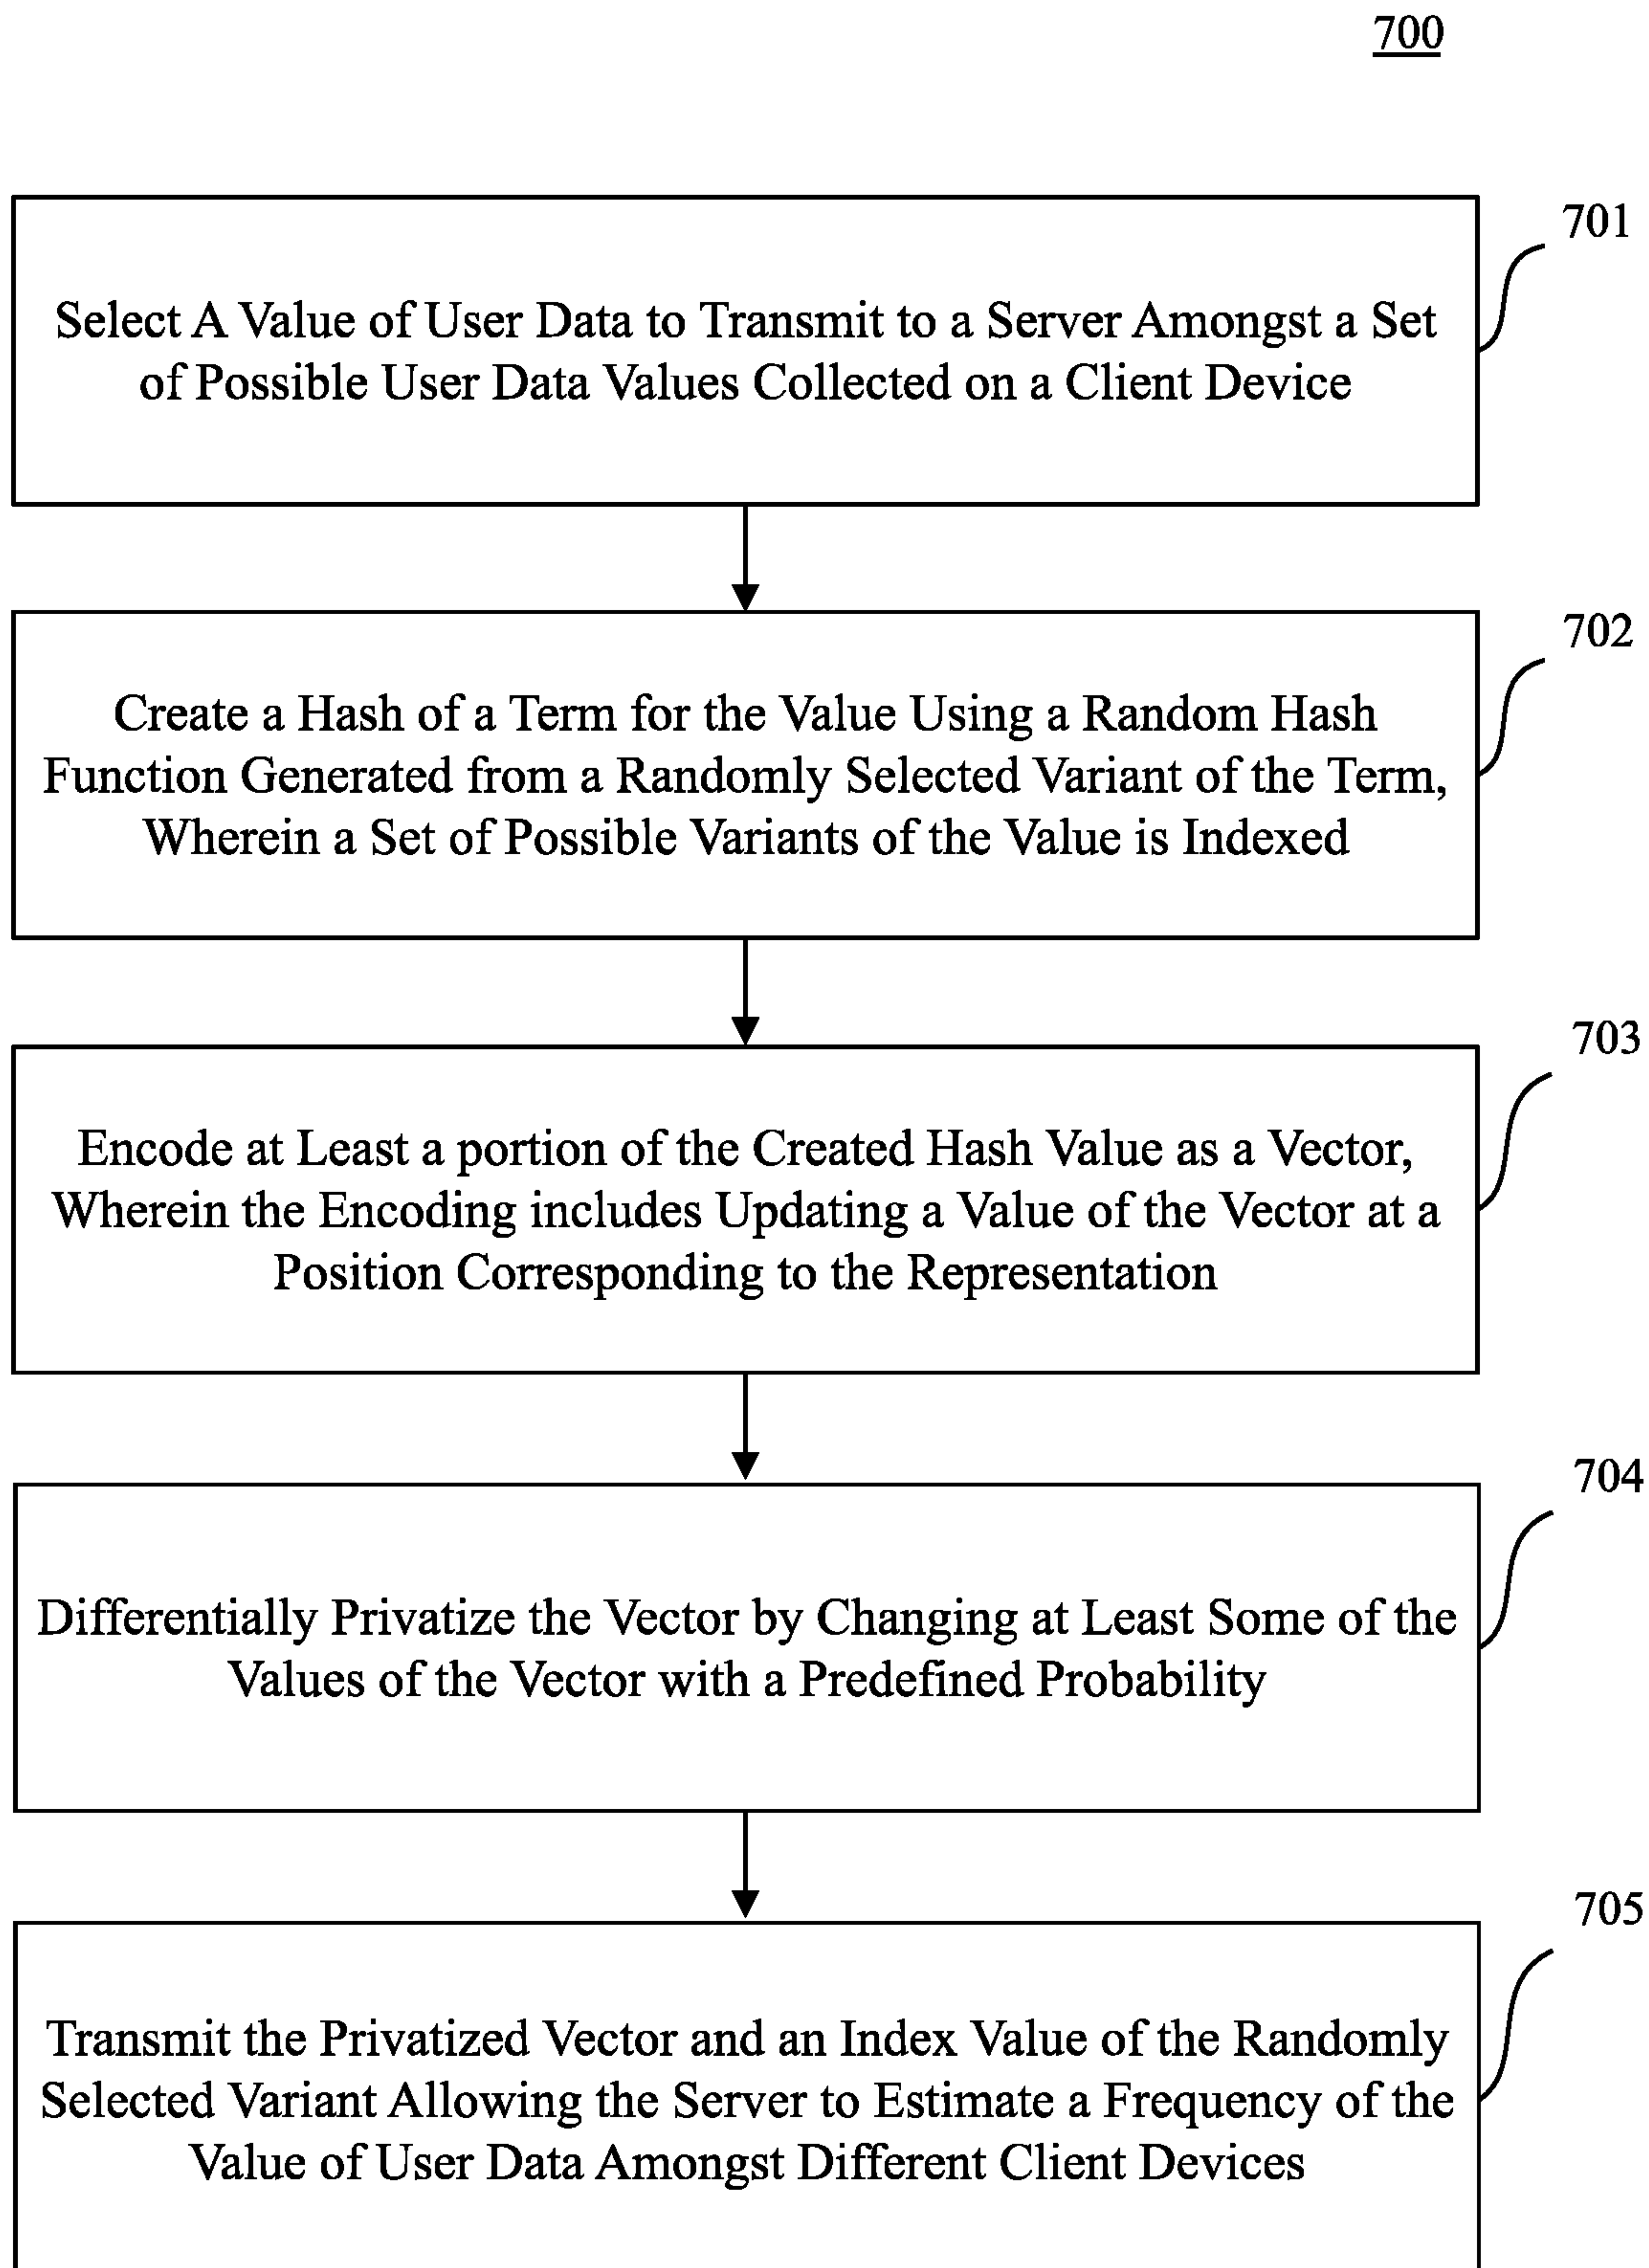 700
701
Select A Value of User Data to Transmit to a Server Amongst a Set
of Possible User Data Values Collected on a Client Device
702
Create a Hash of a Term for the Value Using a Random Hash
Function Generated from a Randomly Selected Variant of the Term,
Wherein a Set of Possible Variants of the Value is Indexed
703
Encode at Least a portion of the Created Hash Value as a Vector,
Wherein the Encoding includes Updating a Value of the Vector at a
Position Corresponding to the Representation
704
Differentially Privatize the Vector by Changing at Least Some of the
Values of the Vector with a Predefined Probability
705
Transmit the Privatized Vector and an Index Value of the Randomly
Selected Variant Allowing the Server to Estimate a Frequency of the
Value of User Data Amongst Different Client Devices